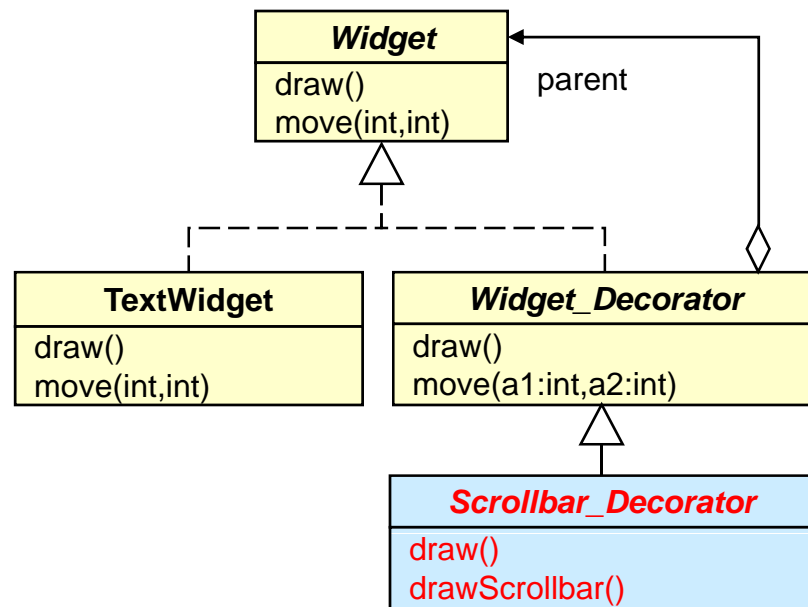 Widget
draw()
move(int,int)
parent
TextWidget
draw()
move(int,int)
Widget_Decorator
draw()
move(a1:int,a2:int)
Scrollbar_Decorator
draw()
drawScrollbar()